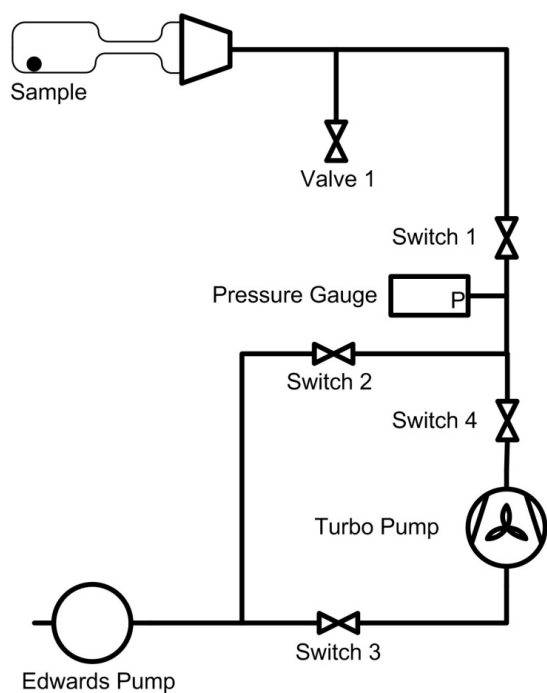 Sample
Valve 1
Switch 1
Pressure Gauge
P
Switch 2
Switch 4
Turbo Pump
Switch 3
Edwards Pump